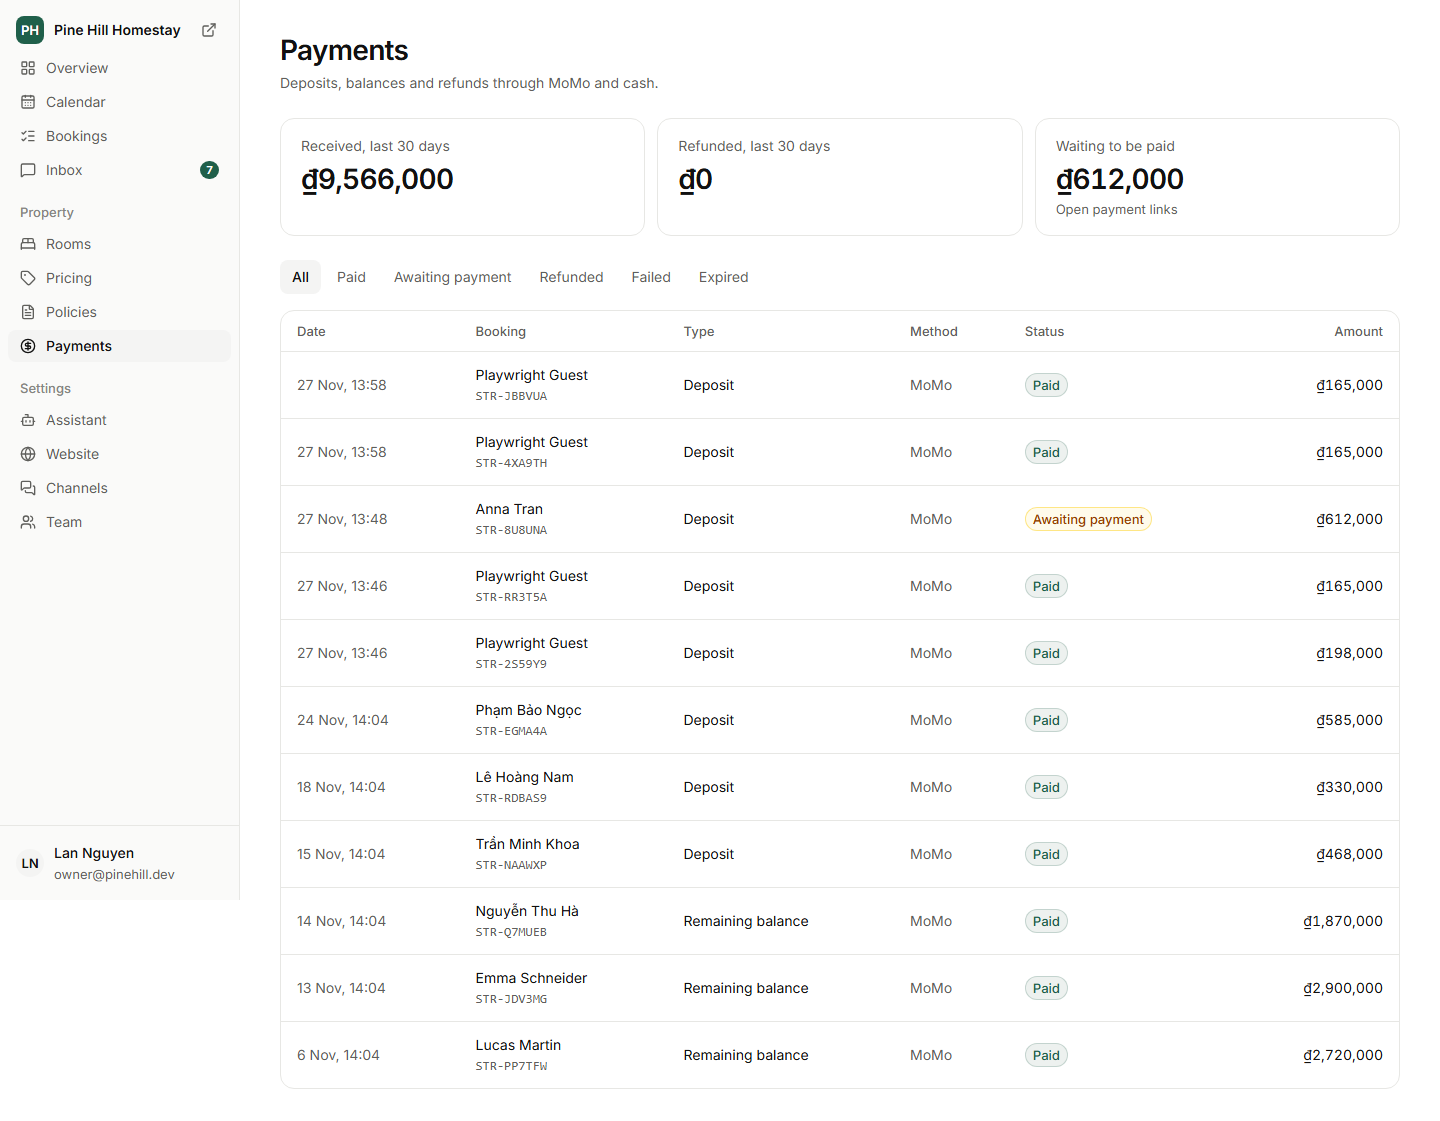 PH Pine Hill Homestay
Overview
Calendar
Bookings
Inbox 7
Property
Rooms
Pricing
Policies
Payments
Settings
Assistant
Website
Channels
Team
LN Lan Nguyen
owner@pinehill.dev
Payments
Deposits, balances and refunds through MoMo and cash.
Received, last 30 days
₫9,566,000
Refunded, last 30 days
₫0
Waiting to be paid
₫612,000
Open payment links
All Paid Awaiting payment Refunded Failed Expired
Date Booking Type Method Status Amount
27 Nov, 13:58 Playwright Guest Deposit MoMo Paid ₫165,000
STR-JBBVUA
27 Nov, 13:58 Playwright Guest Deposit MoMo Paid ₫165,000
STR-4XA9TH
27 Nov, 13:48 Anna Tran Deposit MoMo Awaiting payment ₫612,000
STR-8U8UNA
27 Nov, 13:46 Playwright Guest Deposit MoMo Paid ₫165,000
STR-RR3T5A
27 Nov, 13:46 Playwright Guest Deposit MoMo Paid ₫198,000
STR-2S59Y9
24 Nov, 14:04 Phạm Bảo Ngọc Deposit MoMo Paid ₫585,000
STR-EGMA4A
18 Nov, 14:04 Lê Hoàng Nam Deposit MoMo Paid ₫330,000
STR-RDBAS9
15 Nov, 14:04 Trần Minh Khoa Deposit MoMo Paid ₫468,000
STR-NAAWXP
14 Nov, 14:04 Nguyễn Thu Hà Remaining balance MoMo Paid ₫1,870,000
STR-Q7MUEB
13 Nov, 14:04 Emma Schneider Remaining balance MoMo Paid ₫2,900,000
STR-JDV3MG
6 Nov, 14:04 Lucas Martin Remaining balance MoMo Paid ₫2,720,000
STR-PP7TFW